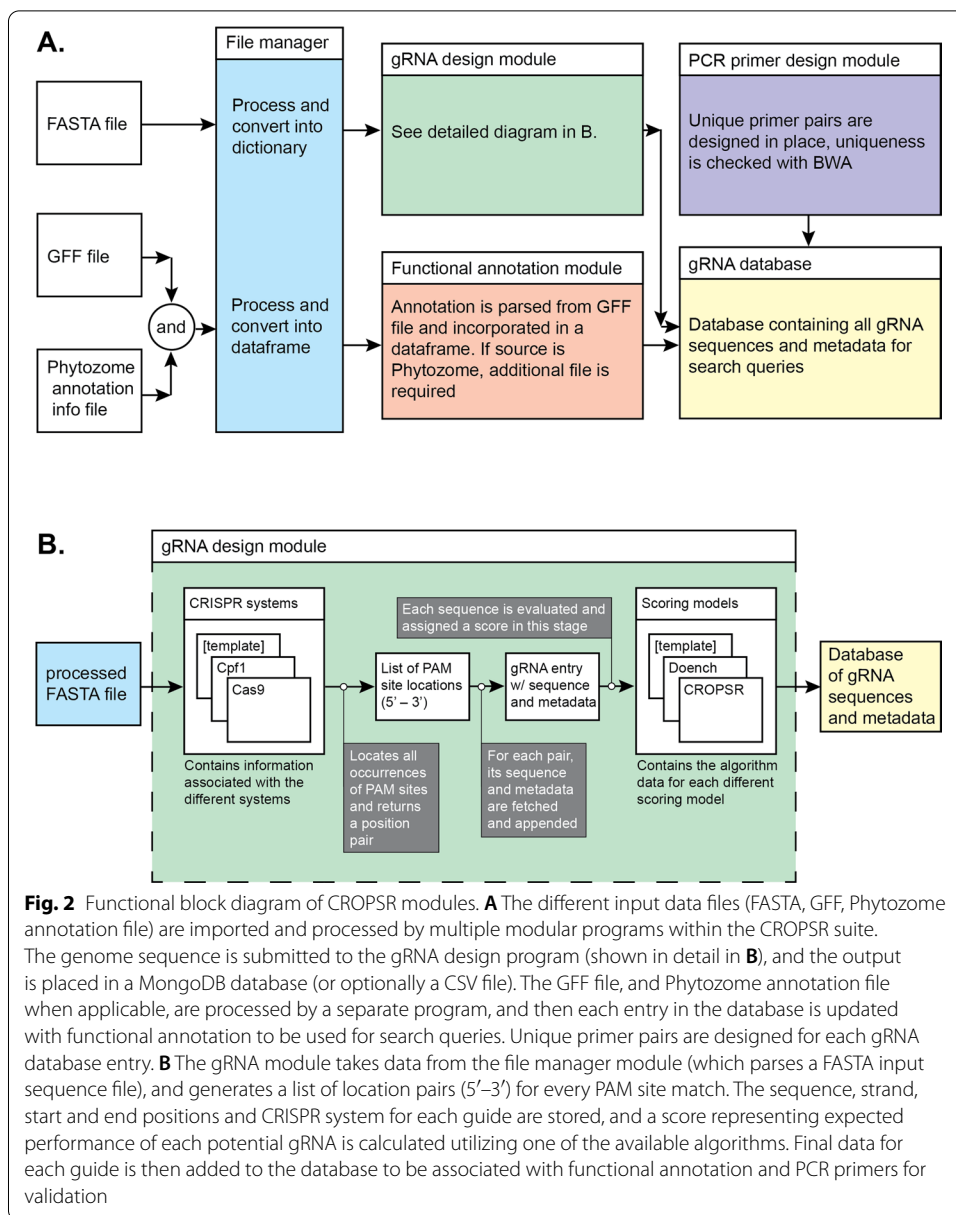 A.
File manager
FASTA file
Process and
convert into
dictionary
gRNA design module
See detailed diagram in B.
PCR primer design module
Unique primer pairs are
designed in place, uniqueness
is checked with BWA
GFF file
and
Phytozome
annotation
info file
Process and
convert into
dataframe
Functional annotation module
Annotation is parsed from GFF
file and incorporated in a
dataframe. If source is
Phytozome, additional file is
required
gRNA database
Database containing all gRNA
sequences and metadata for
search queries
B.
gRNA design module
processed
FASTA file
CRISPR systems
[template]
Cpf1
Cas9
Contains information
associated with the
different systems
Locates all
occurrences
of PAM sites
and returns
a position
pair
List of PAM
site locations
(5' – 3')
Each sequence is evaluated and
assigned a score in this stage
gRNA entry
w/ sequence
and metadata
For each pair,
its sequence
and metadata
are fetched
and appended
Scoring models
[template]
Doench
CROPSR
Contains the algorithm
data for each different
scoring model
Database
of gRNA
sequences
and metadata
Fig. 2 Functional block diagram of CROPSR modules. A The different input data files (FASTA, GFF, Phytozome
annotation file) are imported and processed by multiple modular programs within the CROPSR suite.
The genome sequence is submitted to the gRNA design program (shown in detail in B), and the output
is placed in a MongoDB database (or optionally a CSV file). The GFF file, and Phytozome annotation file
when applicable, are processed by a separate program, and then each entry in the database is updated
with functional annotation to be used for search queries. Unique primer pairs are designed for each gRNA
database entry. B The gRNA module takes data from the file manager module (which parses a FASTA input
sequence file), and generates a list of location pairs (5′–3′) for every PAM site match. The sequence, strand,
start and end positions and CRISPR system for each guide are stored, and a score representing expected
performance of each potential gRNA is calculated utilizing one of the available algorithms. Final data for
each guide is then added to the database to be associated with functional annotation and PCR primers for
validation